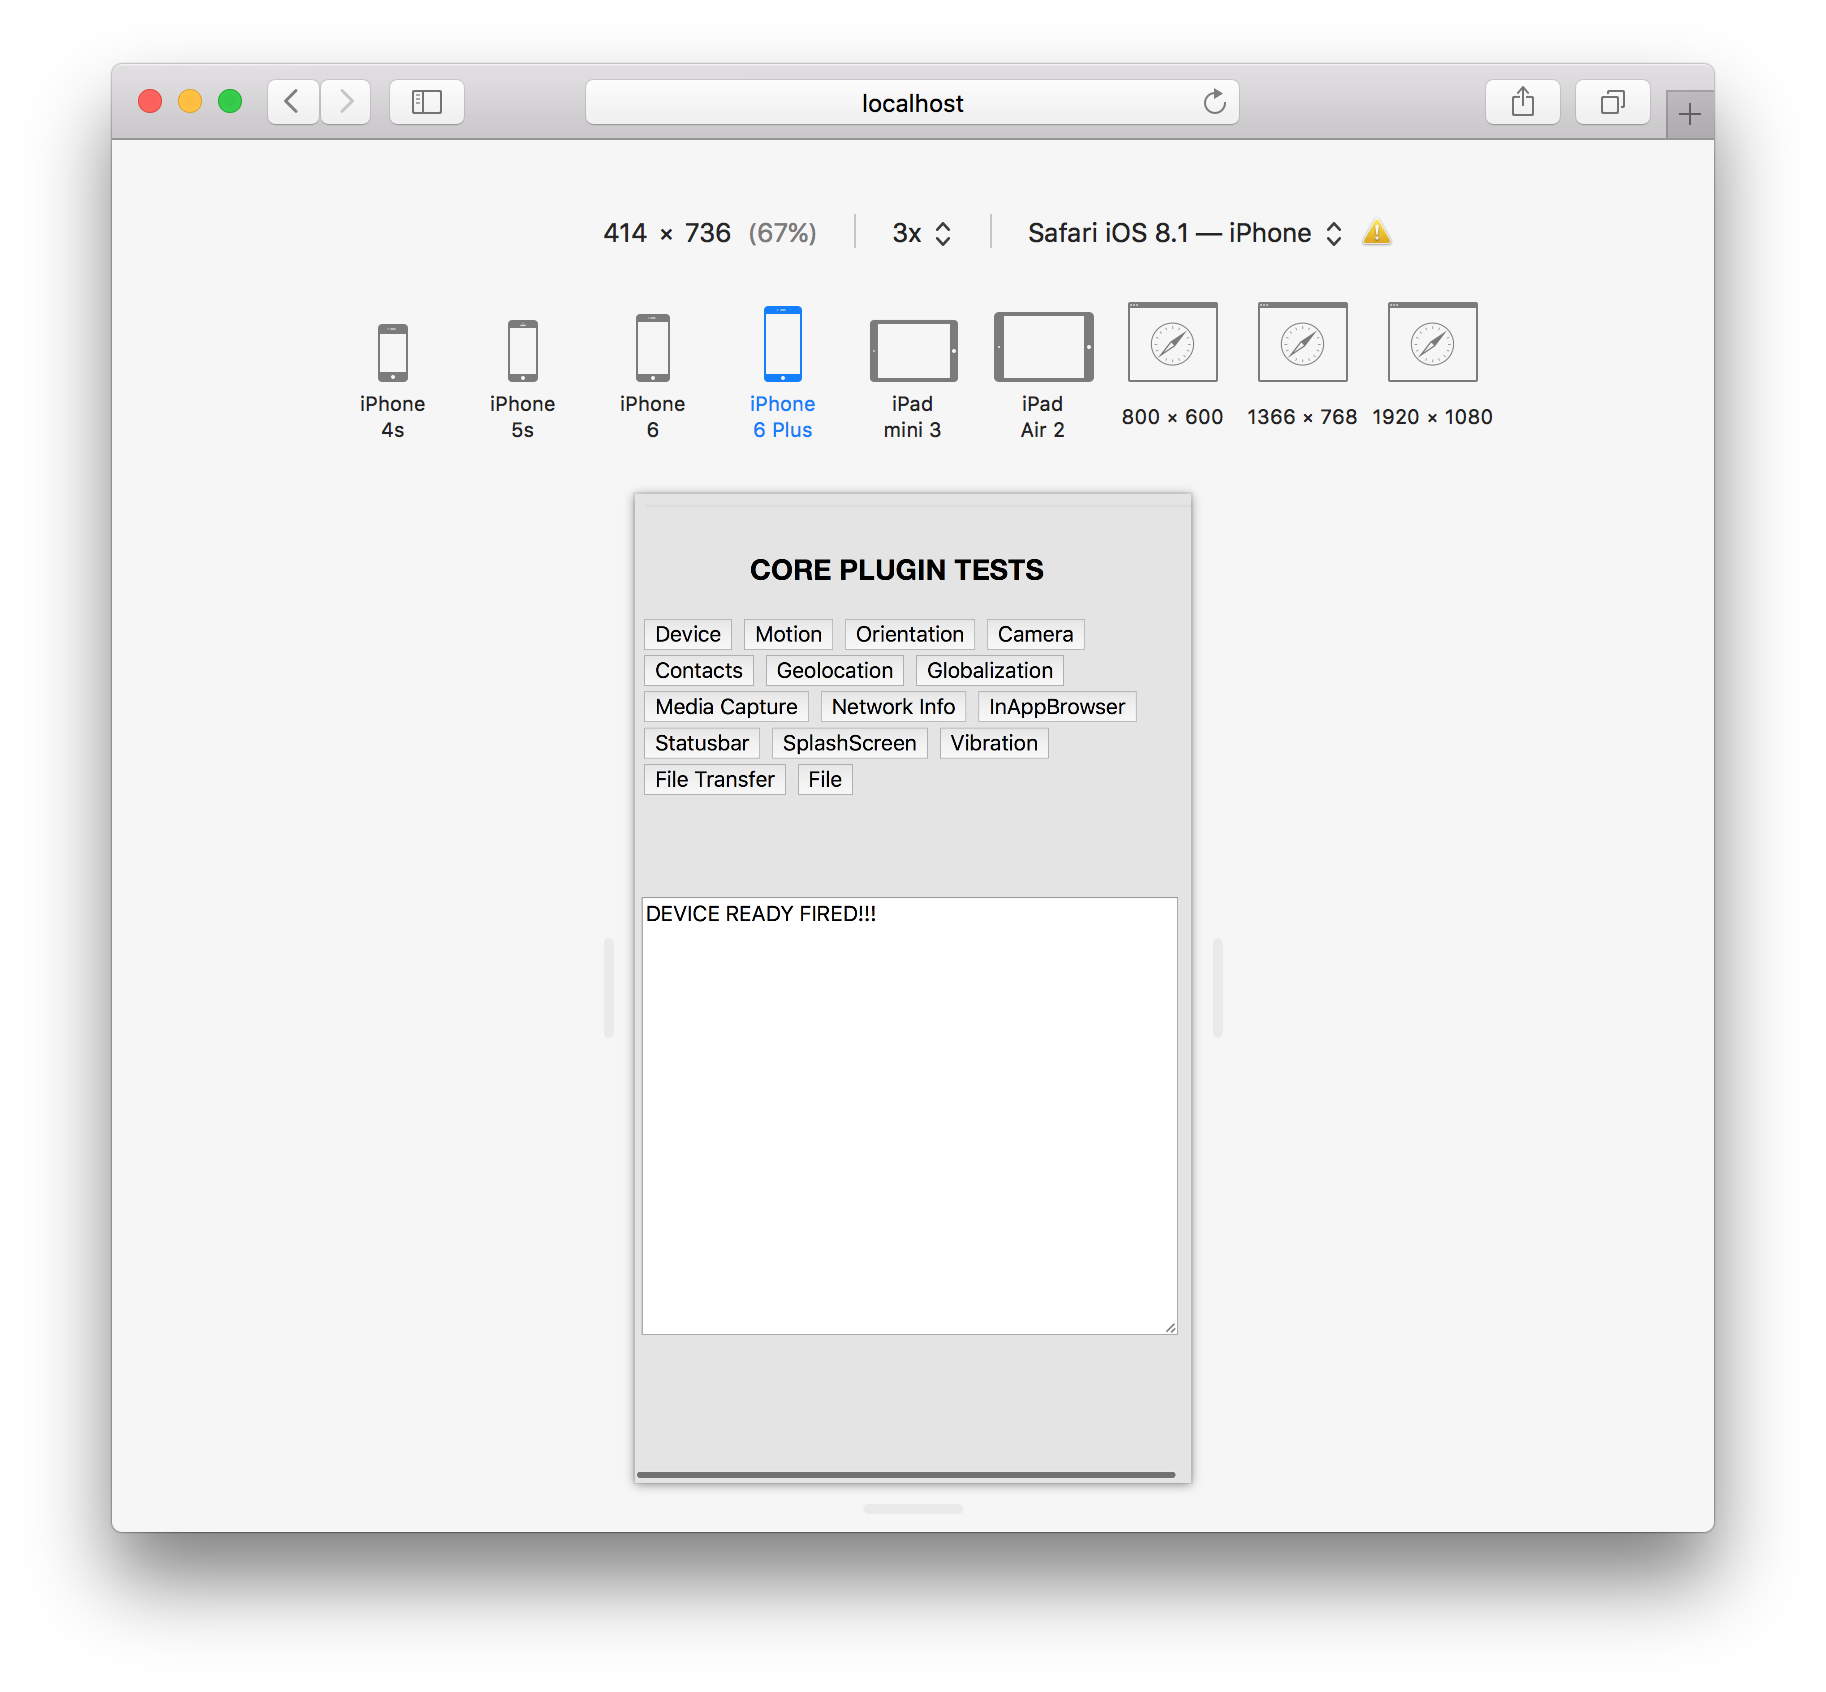 localhost
414 × 736 (67%) 3x Safari iOS 8.1 — iPhone
iPhone 4s
iPhone 5s
iPhone 6
iPhone 6 Plus
iPad mini 3
iPad Air 2
800 × 600
1366 × 768
1920 × 1080
CORE PLUGIN TESTS
Device Motion Orientation Camera
Contacts Geolocation Globalization
Media Capture Network Info InAppBrowser
Statusbar SplashScreen Vibration
File Transfer File
DEVICE READY FIRED!!!